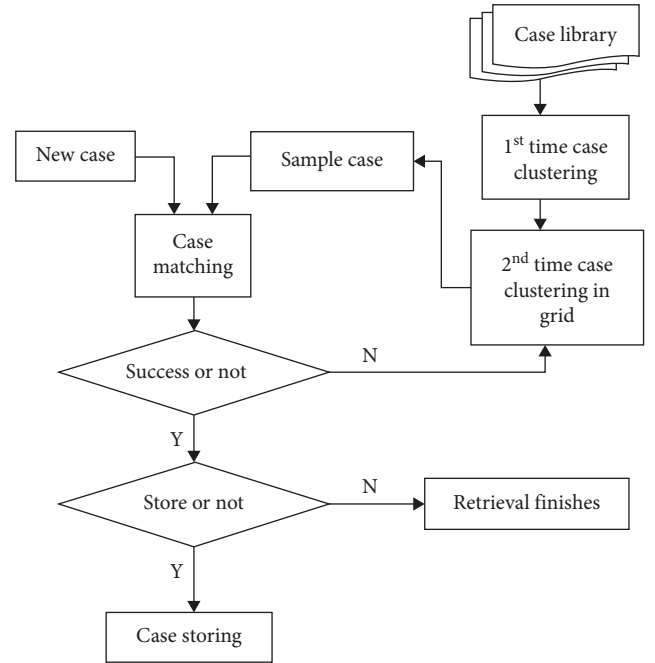 Case library
1st time case
clustering
New case
Sample case
Case
matching
2nd time case
clustering in
grid
Success or not
N
Y
Store or not
N
Retrieval finishes
Y
Case storing